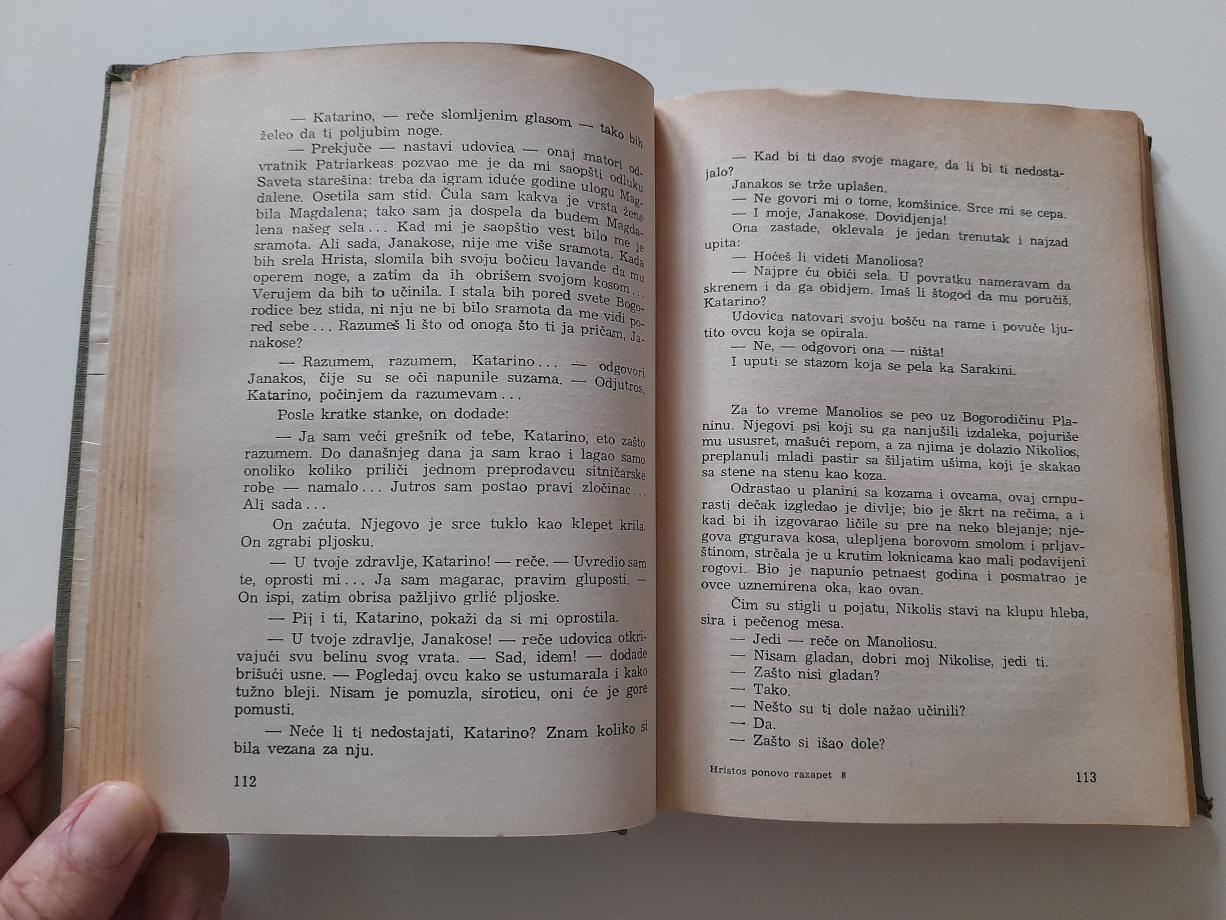 — Katarino, — reče slomljenim glasom — tako bih
želeo da ti poljubim noge.
— Prekjuče — nastavi udovica — onaj matori od-
vratnik Patriarkeas pozvao me je da mi saopšti odluku
Saveta starešina: treba da igram iduće godine ulogu Mag-
dalene. Osetila sam stid. Čula sam kakva je vrsta žene
bila Magdalena; tako sam ja dospela da budem Magda-
lena našeg sela... Kad mi je saopštio vest bilo me je
sramota. Ali sada, Janakose, nije me više sramota. Kada
bih srela Hrista, slomila bih svoju bočicu lavande da mu
operem noge, a zatim da ih obrišem svojom kosom...
Verujem da bih to učinila. I stala bih pored svete Bogo-
rodice bez stida, ni nju ne bi bilo sramota da me vidi po-
red sebe... Razumeš li što od onoga što ti ja pričam, Ja-
nakose?
— Razumem, razumem, Katarino... — odgovori
Janakos, čije su se oči napunile suzama. — Odjutros,
Katarino, počinjem da razumevam...
Posle kratke stanke, on dodade:
— Ja sam veći grešnik od tebe, Katarino, eto zašto
razumem. Do današnjeg dana ja sam krao i lagao samo
onoliko koliko priliči jednom preprodavcu sitničarske
robe — namalo... Jutros sam postao pravi zločinac...
Ali sada...
On zaćuta. Njegovo je srce tuklo kao klepet krila.
On zgrabi pljosku.
— U tvoje zdravlje, Katarino! — reče. — Uvredio sam
te, oprosti mi... Ja sam magarac, pravim gluposti. —
On ispi, zatim obrisa pažljivo grlić pljoske.
— Pij i ti, Katarino, pokaži da si mi oprostila.
— U tvoje zdravlje, Janakose! — reče udovica otkri-
vajući svu belinu svog vrata. — Sad, idem! — dodade
brišući usne. — Pogledaj ovcu kako se ustumarala i kako
tužno bleji. Nisam je pomuzla, siroticu, oni će je gore
pomusti.
— Neće li ti nedostajati, Katarino? Znam koliko si
bila vezana za nju.
112
— Kad bi ti dao svoje magare, da li bi ti nedosta-
jalo?
Janakos se trže uplašen.
— Ne govori mi o tome, komšinice. Srce mi se cepa.
— I moje, Janakose. Dovidjenja!
Ona zastade, oklevala je jedan trenutak i najzad
upita:
— Hoćeš li videti Manoliosa?
— Najpre ću obići sela. U povratku nameravam da
skrenem i da ga obidjem. Imaš li štogod da mu poručiš,
Katarino?
Udovica natovari svoju bošču na rame i povuče lju-
tito ovcu koja se opirala.
— Ne, — odgovori ona — ništa!
I uputi se stazom koja se pela ka Sarakini.
Za to vreme Manolios se peo uz Bogorodičinu Pla-
ninu. Njegovi psi koji su ga nanjušili izdaleka, pojuriše
mu ususret, mašući repom, a za njima je dolazio Nikolios,
preplanuli mladi pastir sa šiljatim ušima, koji je skakao
sa stene na stenu kao koza.
Odrastao u planini sa kozama i ovcama, ovaj crnpu-
rasti dečak izgledao je divlje; bio je škrt na rečima, a i
kad bi ih izgovarao ličile su pre na neko blejanje; nje-
gova grgurava kosa, ulepljena borovom smolom i prljav-
štinom, strčala je u krutim loknicama kao mali podavijeni
rogovi. Bio je napunio petnaest godina i posmatrao je
ovce uznemirena oka, kao ovan.
Čim su stigli u pojatu, Nikolis stavi na klupu hleba,
sira i pečenog mesa.
— Jedi — reče on Manoliosu.
— Nisam gladan, dobri moj Nikolise, jedi ti.
— Zašto nisi gladan?
— Tako.
— Nešto su ti dole nažao učinili?
— Da.
— Zašto si išao dole?
Hristos ponovo razapet 8
113